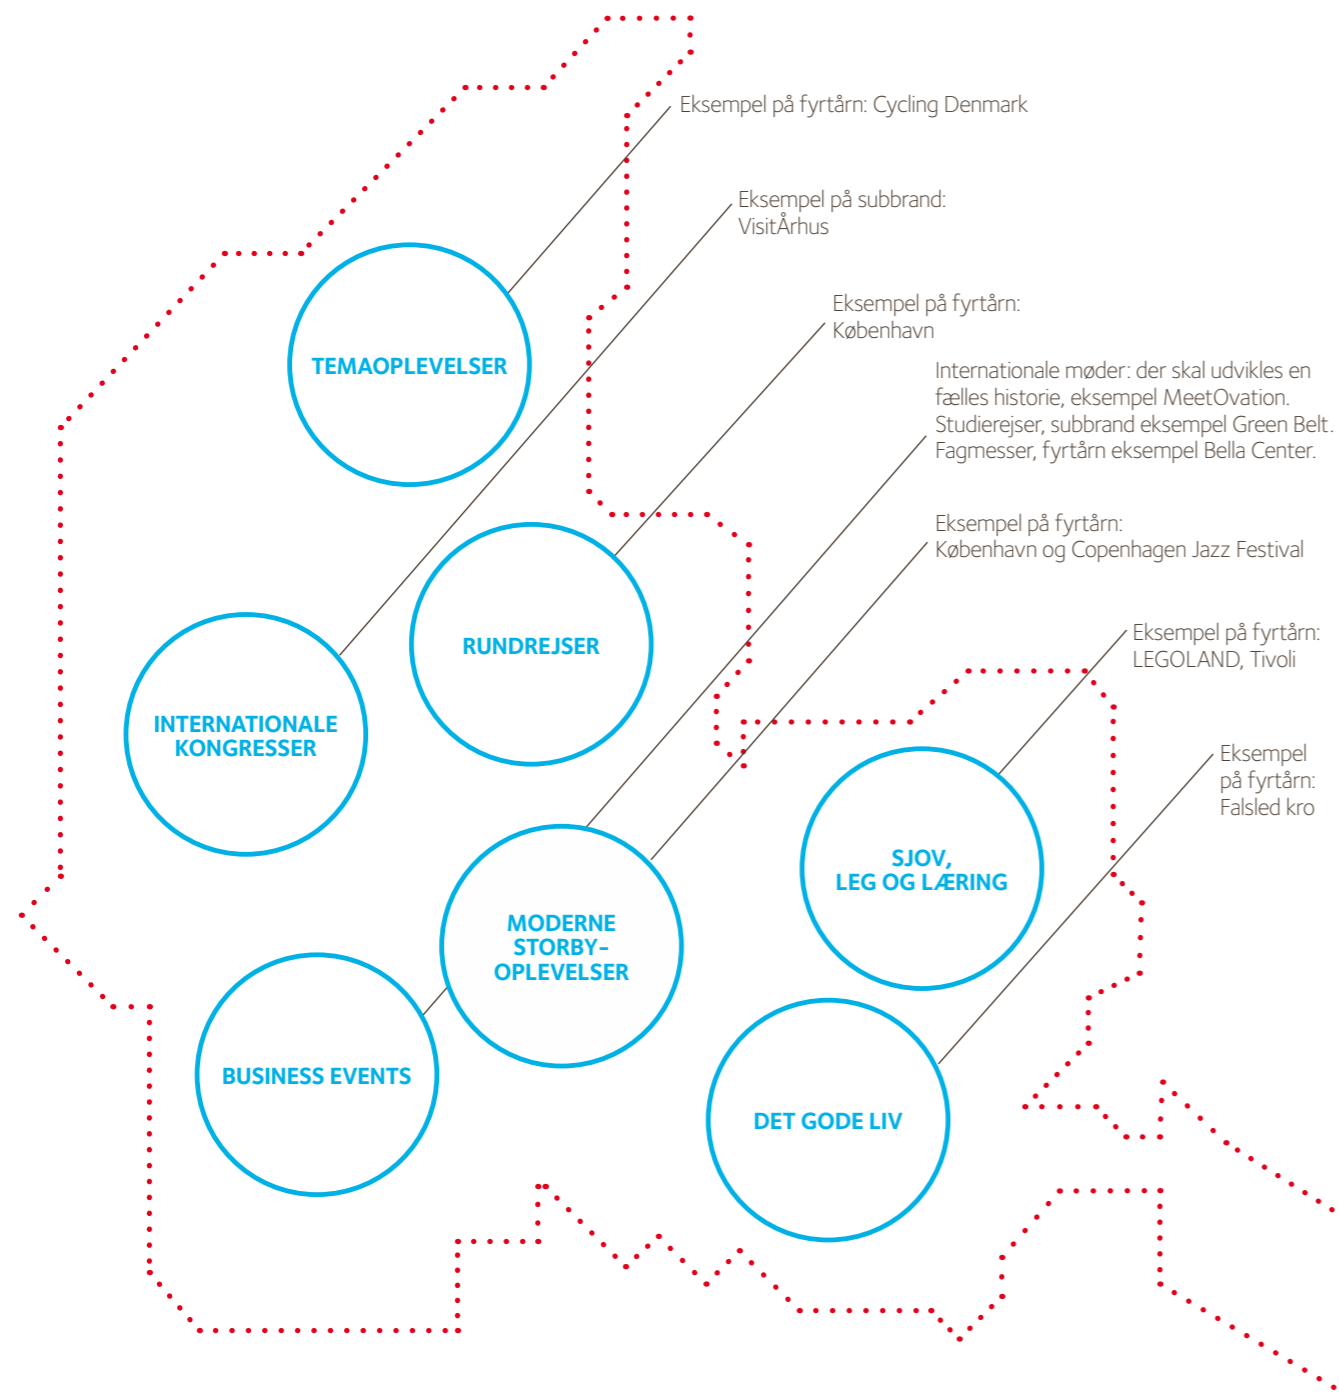 Eksempel på fyrtårn: Cycling Denmark
Eksempel på subbrand:
VisitÅrhus
Eksempel på fyrtårn:
København
TEMAOPLEVELSER
Internationale møder: der skal udvikles en
fælles historie, eksempel MeetOvation.
Studierejser, subbrand eksempel Green Belt.
Fagmesser, fyrtårn eksempel Bella Center.
Eksempel på fyrtårn:
København og Copenhagen Jazz Festival
RUNDREJSER
Eksempel på fyrtårn:
LEGOLAND, Tivoli
INTERNATIONALE
KONGRESSER
Eksempel
på fyrtårn:
Falsled kro
SJOV,
LEG OG LÆRING
MODERNE
STORBY-
OPLEVELSER
BUSINESS EVENTS
DET GODE LIV